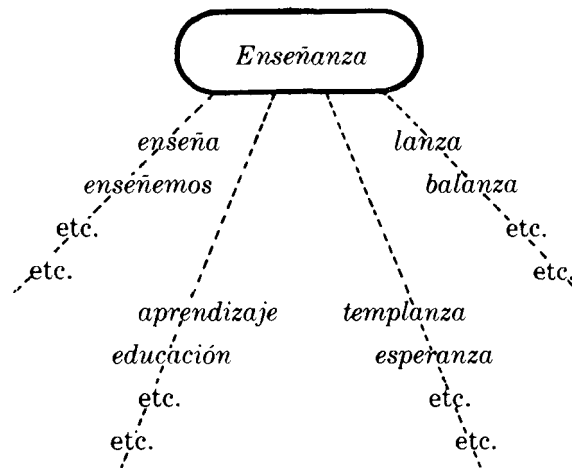 Enseñanza
enseña
lanza
enseñemos
balanza
etc.
etc.
etc.
etc.
aprendizaje
templanza
educación
esperanza
etc.
etc.
etc.
etc.